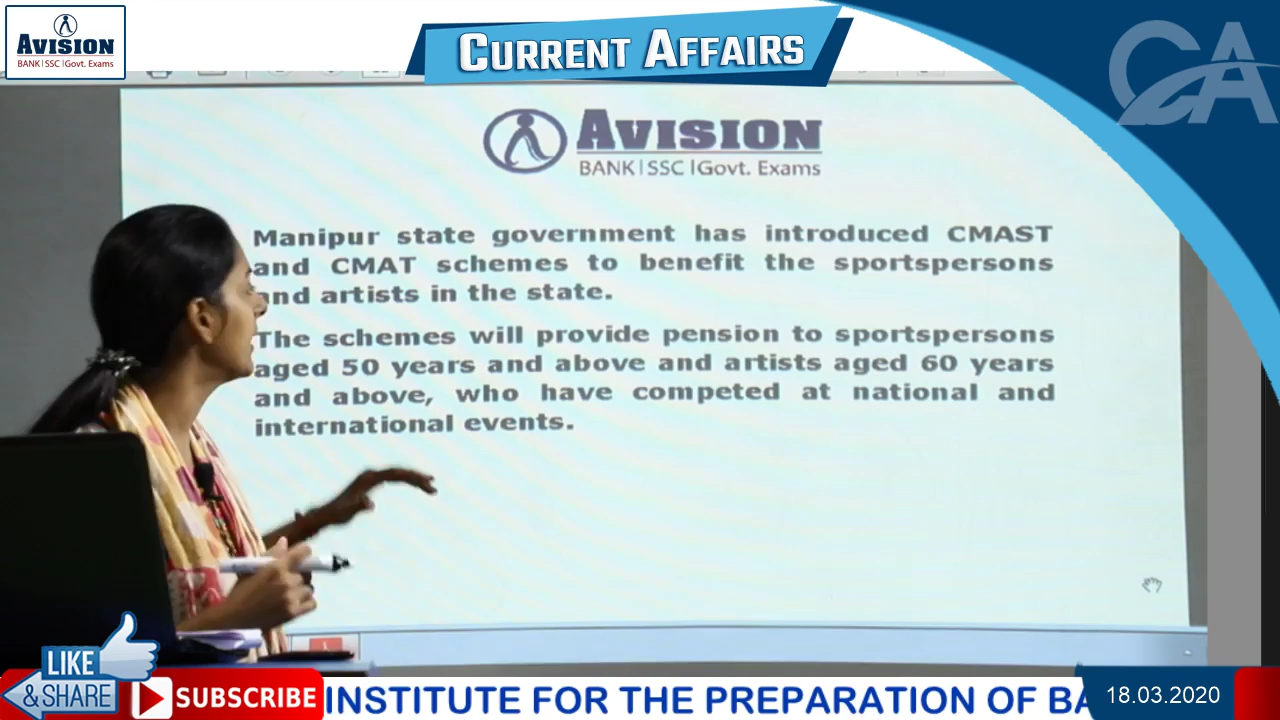 AVISION
BANK | SSC | Govt. Exams
CURRENT AFFAIRS
CA
AVISION
BANK | SSC | Govt. Exams
Manipur state government has introduced CMAST
and CMAT schemes to benefit the sportspersons
and artists in the state.
The schemes will provide pension to sportspersons
aged 50 years and above and artists aged 60 years
and above, who have competed at national and
international events.
LIKE
& SHARE
SUBSCRIBE
INSTITUTE FOR THE PREPARATION OF BA
18.03.2020